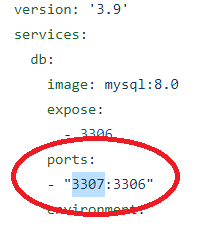 version: '3.9'
services:
db:
image: mysql:8.0
expose:
- 3306
ports:
- "3307:3306"
environment: